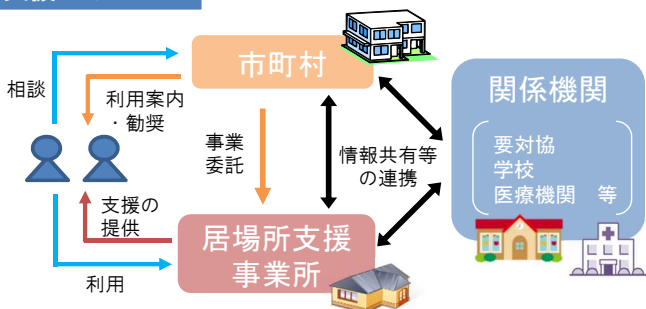 市町村
相談
利用案内
・勧奨
事業
委託
情報共有等
の連携
関係機関
要対協
学校
医療機関 等
支援の
提供
居場所支援
事業所
利用